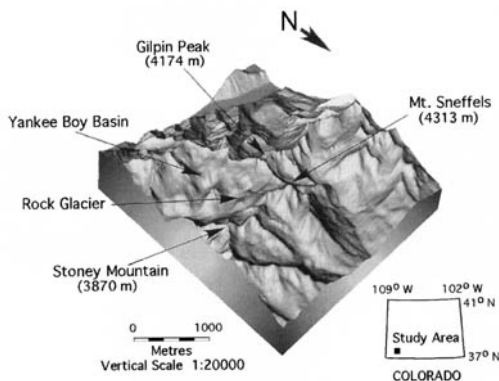 N
Gilpin Peak
(4174 m)
Mt. Sneffels
(4313 m)
Yankee Boy Basin
Rock Glacier
Stoney Mountain
(3870 m)
0 1000
Metres
Vertical Scale 1:20000
109° W 102° W
41° N
Study Area
37° N
COLORADO